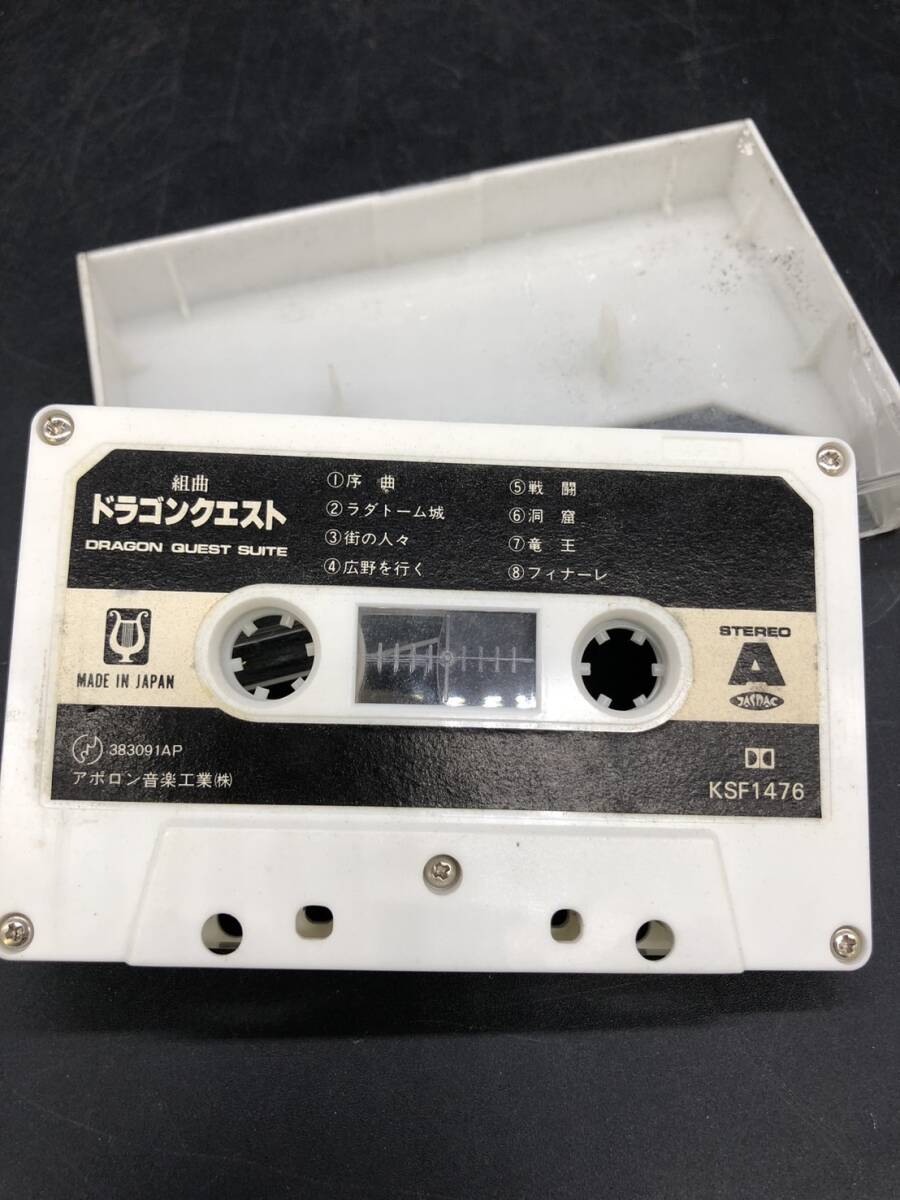 組曲
ドラゴンクエスト
DRAGON QUEST SUITE
①序 曲
②ラダトーム城
③街の人々
④広野を行く
⑤戦 闘
⑥洞 窟
⑦竜 王
⑧フィナーレ
MADE IN JAPAN
STEREO
A
JASRAC
383091AP
アポロン音楽工業㈱
KSF1476